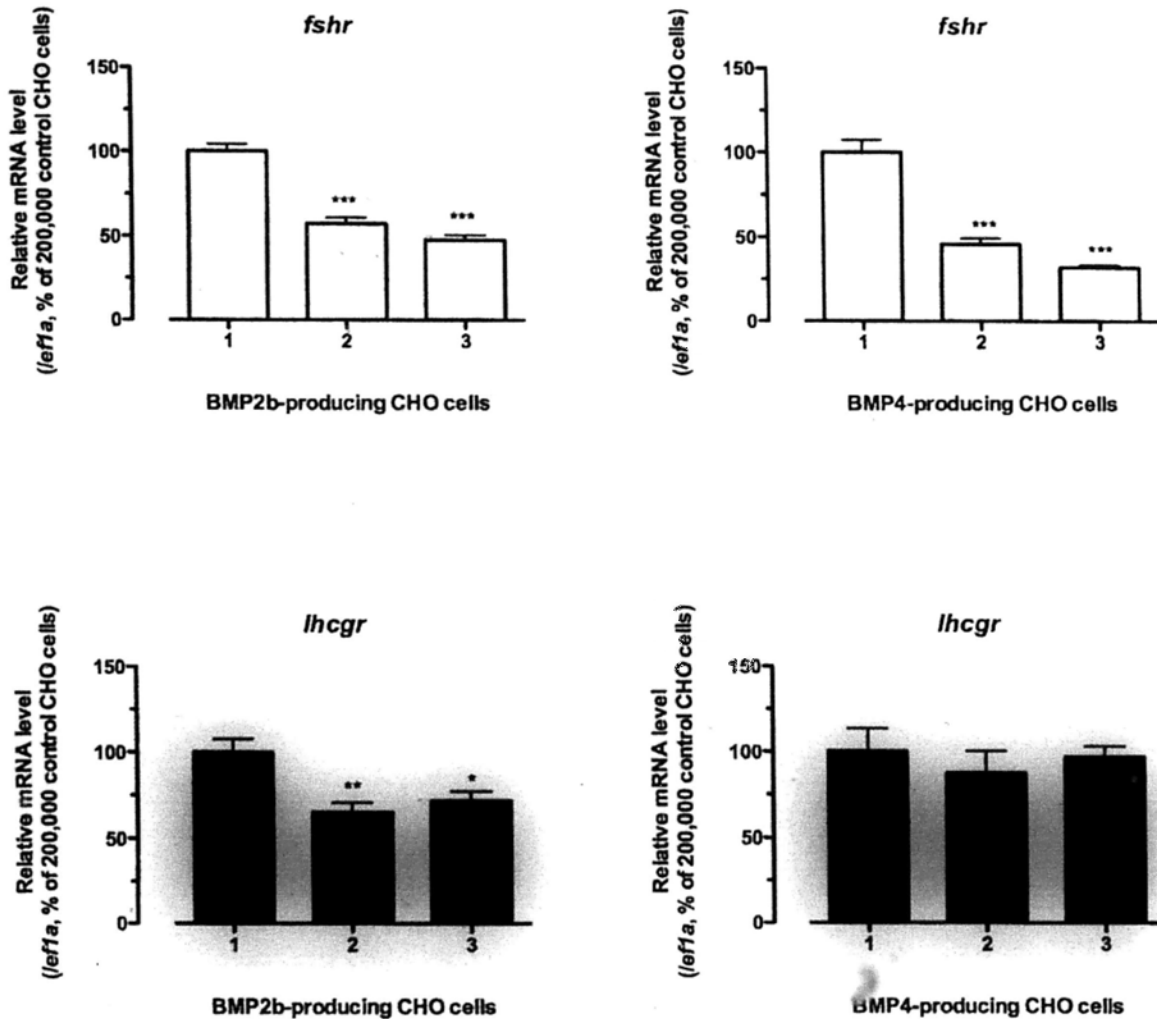 fshr
Relative mRNA level
(/ef1a, % of 200,000 control CHO cells)
150
100
50
0
***
***
1
2
3
BMP2b-producing CHO cells
fshr
Relative mRNA level
(/ef1a, % of 200,000 control CHO cells)
150
100
50
0
***
***
1
2
3
BMP4-producing CHO cells
lhcgr
Relative mRNA level
(/ef1a, % of 200,000 control CHO cells)
150
100
50
0
**
*
1
2
3
BMP2b-producing CHO cells
lhcgr
Relative mRNA level
(/ef1a, % of 200,000 control CHO cells)
150
100
50
0
1
2
3
BMP4-producing CHO cells